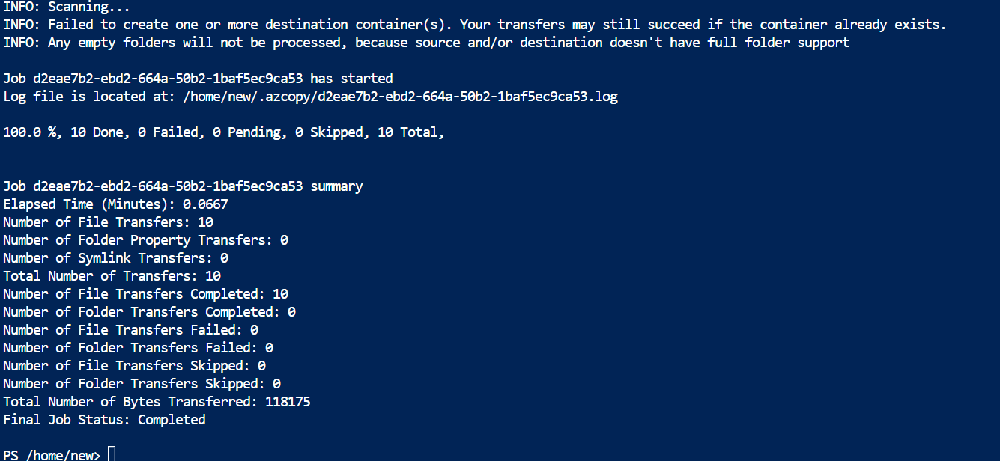 INFO: Scanning...
INFO: Failed to create one or more destination container(s). Your transfers may still succeed if the container already exists.
INFO: Any empty folders will not be processed, because source and/or destination doesn't have full folder support
Job d2eae7b2-ebd2-664a-50b2-1baf5ec9ca53 has started
Log file is located at: /home/new/.azcopy/d2eae7b2-ebd2-664a-50b2-1baf5ec9ca53.log
100.0 %, 10 Done, 0 Failed, 0 Pending, 0 Skipped, 10 Total,
Job d2eae7b2-ebd2-664a-50b2-1baf5ec9ca53 summary
Elapsed Time (Minutes): 0.0667
Number of File Transfers: 10
Number of Folder Property Transfers: 0
Number of Symlink Transfers: 0
Total Number of Transfers: 10
Number of File Transfers Completed: 10
Number of Folder Transfers Completed: 0
Number of File Transfers Failed: 0
Number of Folder Transfers Failed: 0
Number of File Transfers Skipped: 0
Number of Folder Transfers Skipped: 0
Total Number of Bytes Transferred: 118175
Final Job Status: Completed
PS /home/new>